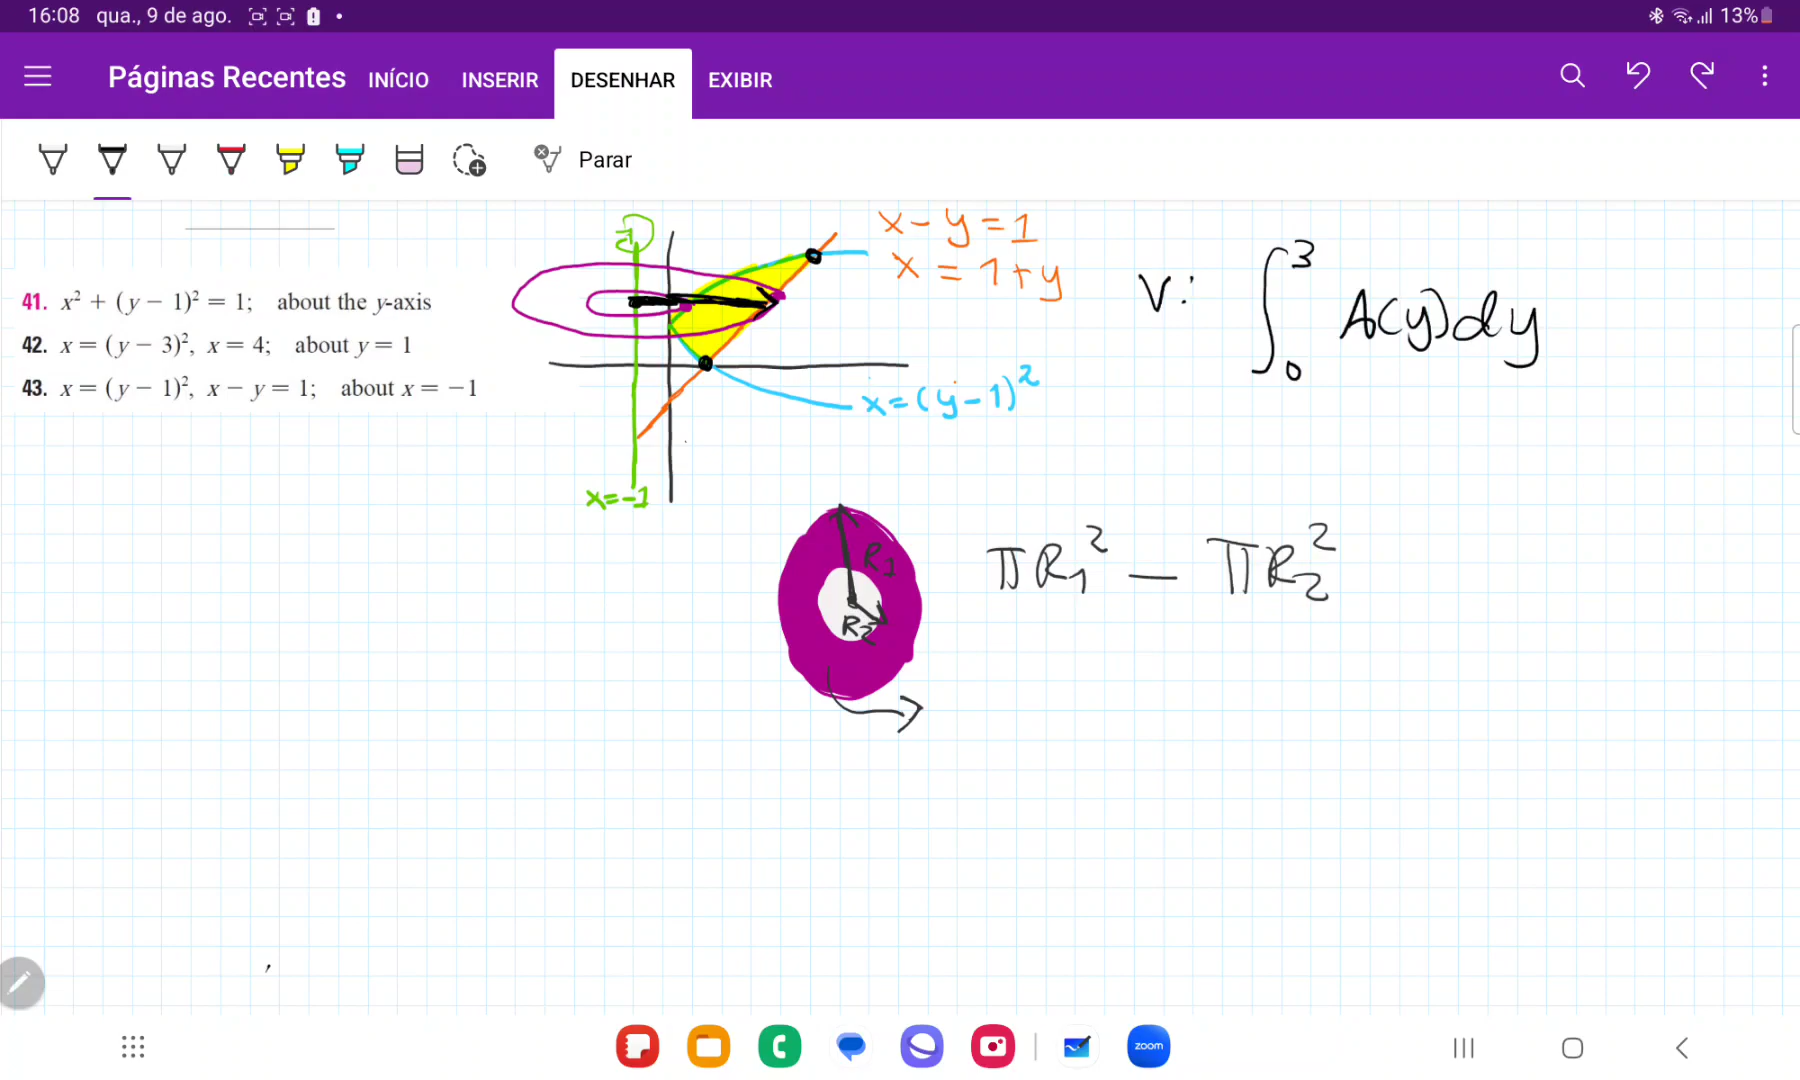 16:08 qua., 9 de ago. 13%
Páginas Recentes INÍCIO INSERIR DESENHAR EXIBIR
Parar
41. x² + (y − 1)² = 1; about the y-axis
42. x = (y − 3)², x = 4; about y = 1
43. x = (y − 1)², x − y = 1; about x = −1
-1
x - y = 1
x = 1 + y
x = (y - 1)²
x = -1
V: ∫₀³ A(y) dy
R₁
R₂
πR₁² - πR₂²
zoom